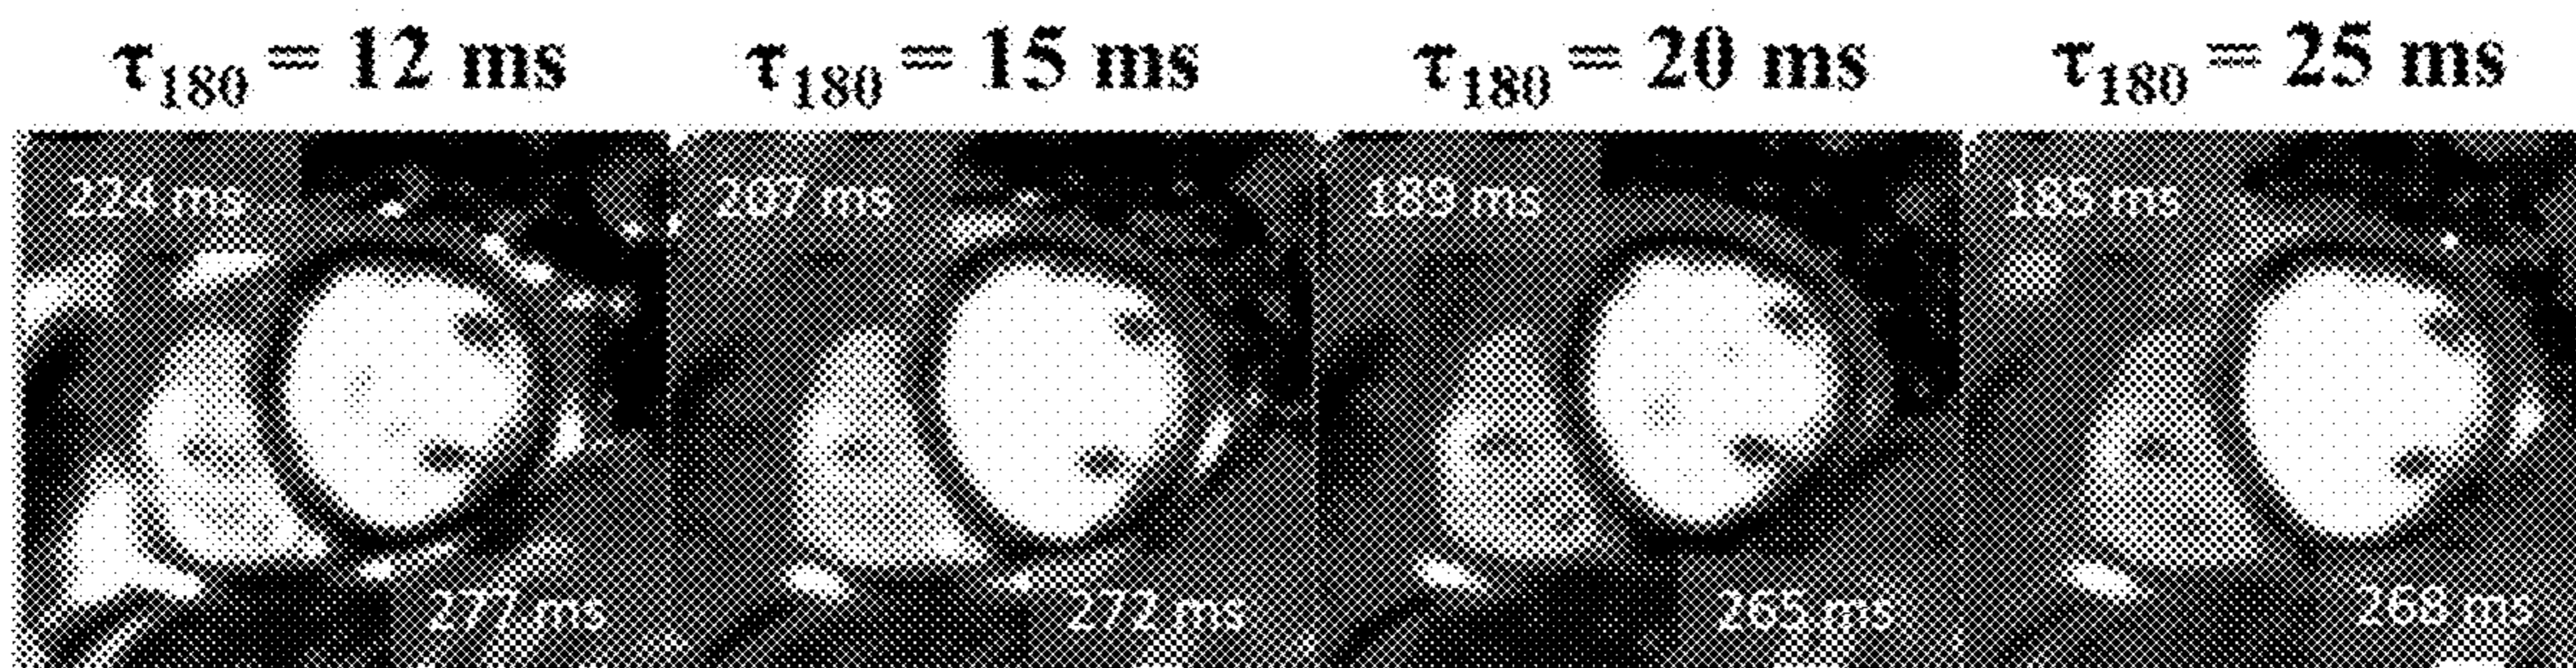 τ180 = 12 ms τ180 = 15 ms τ180 = 20 ms τ180 = 25 ms
224 ms 207 ms 189 ms 185 ms
277 ms 272 ms 265 ms 268 ms